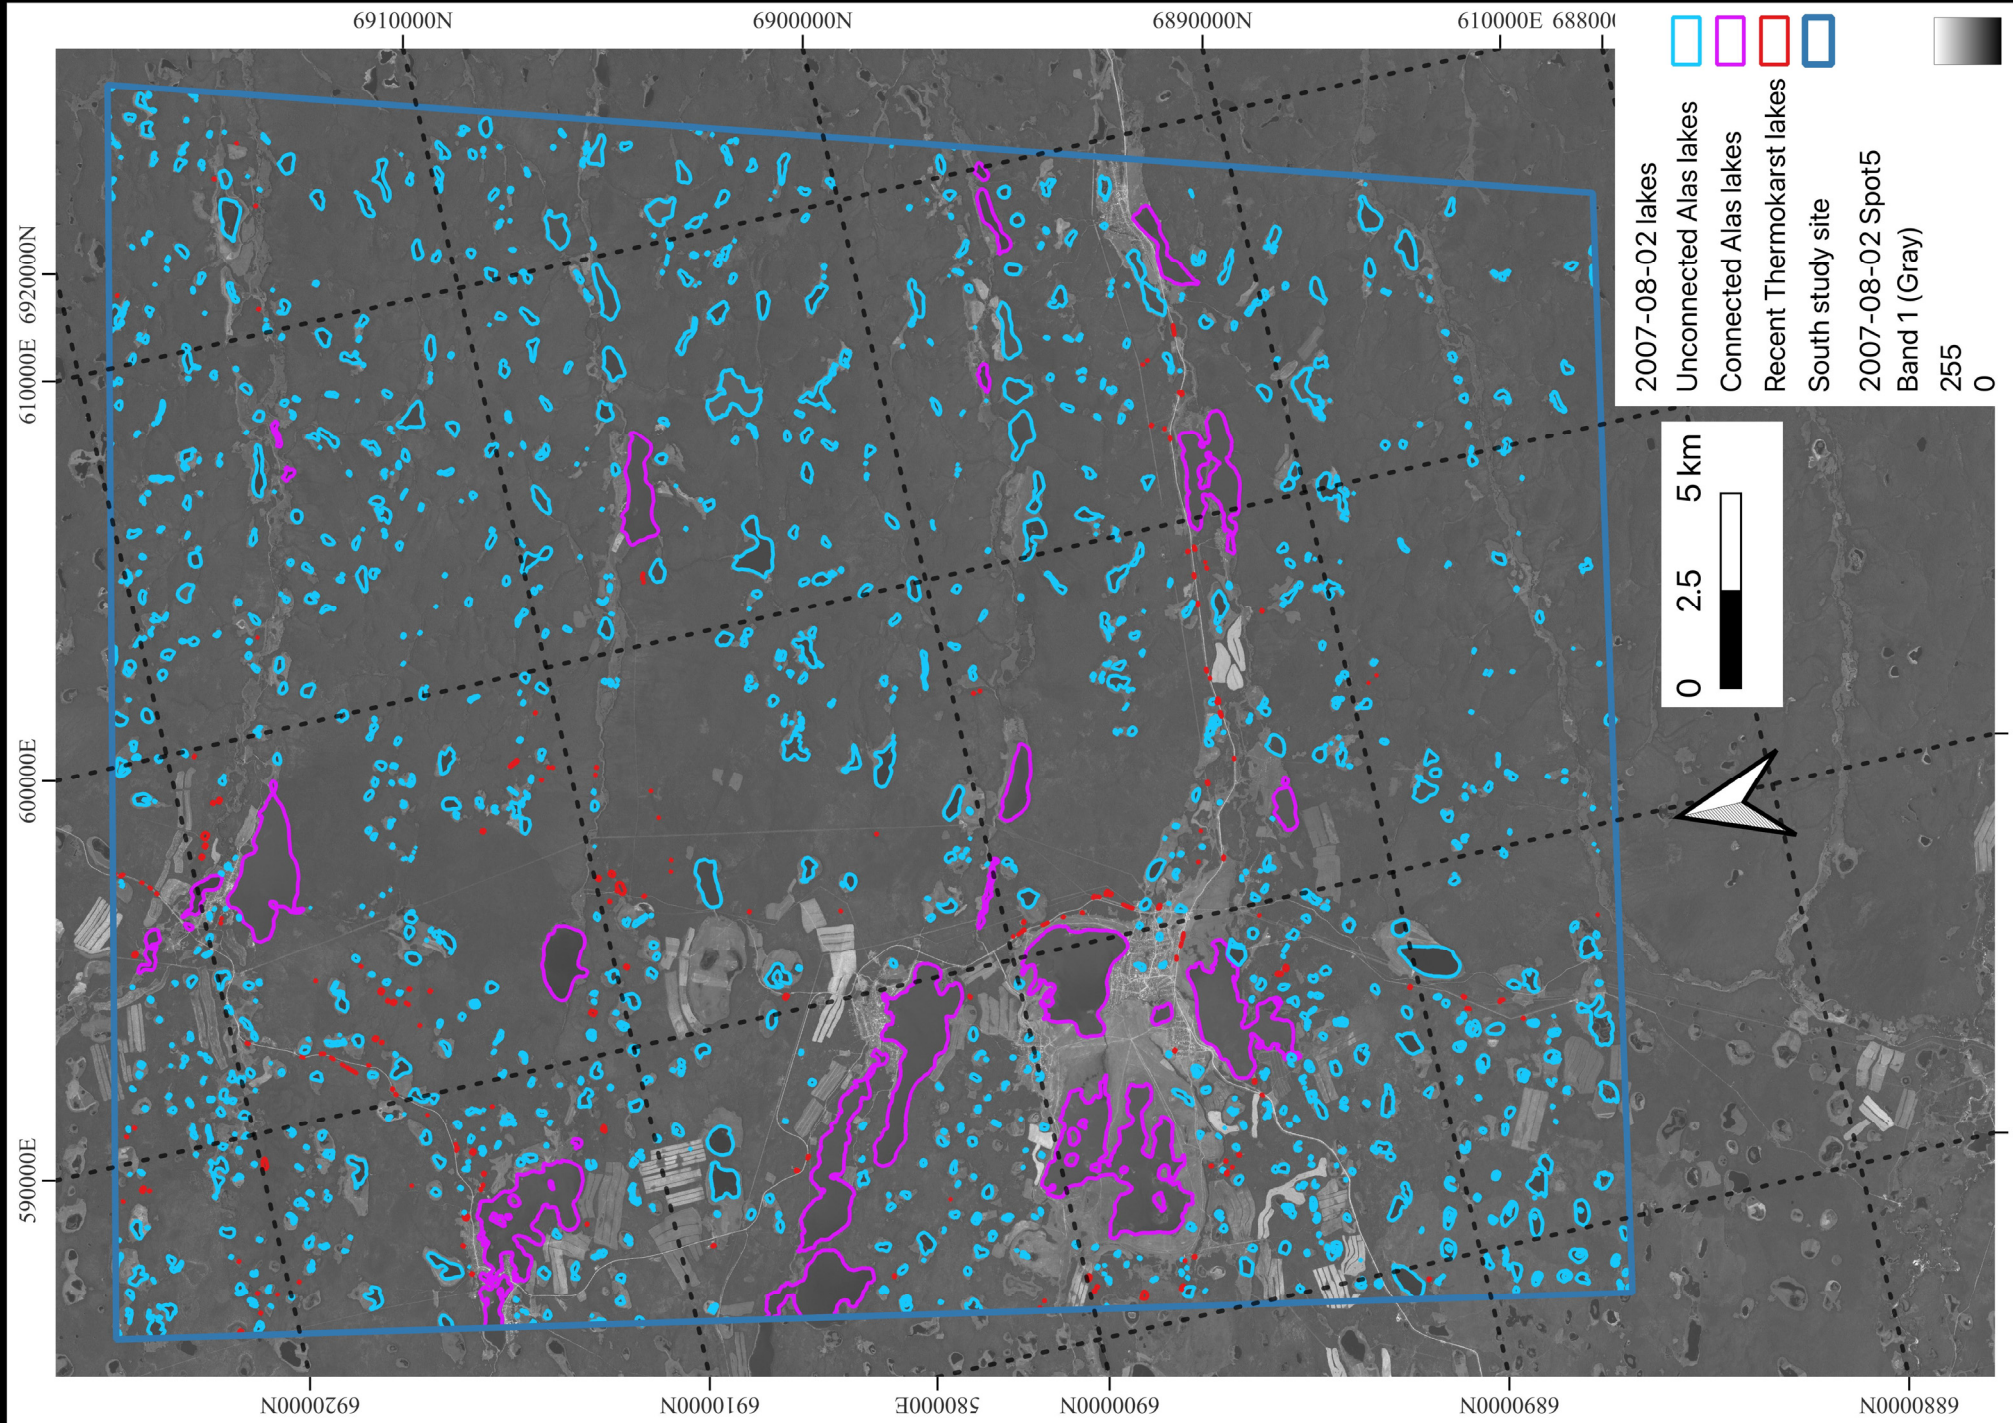 6910000N
6900000N
6890000N
610000E
68800
6920000N
610000E
600000E
590000E
6920000N
6910000N
580000E
6900000N
6890000N
6880000N
2007-08-02 lakes
Unconnected Alas lakes
Connected Alas lakes
Recent Thermokarst lakes
South study site
2007-08-02 Spot5
Band 1 (Gray)
255
0
0 2.5 5 km